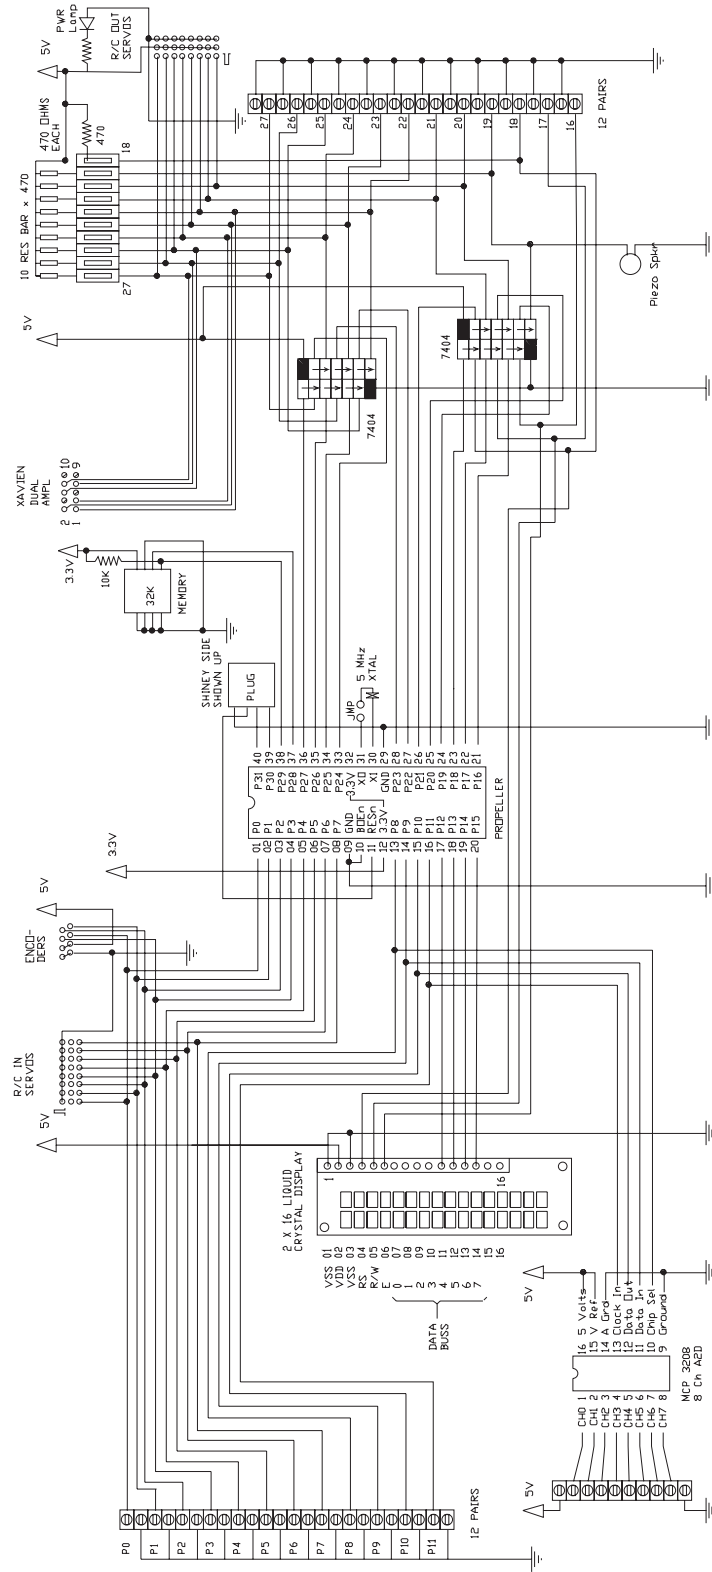 PWR
Lamp
5V
R/C OUT
SERVOS
470 OHMS
EACH
470
18
10 RES BAR × 470
27
5V
27
26
25
24
23
22
21
20
19
18
17
16
12 PAIRS
Piezo Spkr
7404
7404
XAVIEN
DUAL
AMPL
2 10
1 9
3.3V
10K
32K
MEMORY
SHINEY SIDE
SHOWN UP
PLUG
JMP
5 MHz
XTAL
40 P31
39 P30
38 P29
37 P28
36 P27
35 P26
34 P25
33 P24
32 3.3V
31 XO
30 XI
29 GND
28 P23
27 P22
26 P21
25 P20
24 P19
23 P18
22 P17
21 P16
01 P0
02 P1
03 P2
04 P3
05 P4
06 P5
07 P6
08 P7
09 GND
10 BOEn
11 RESn
12 3.3V
13 P8
14 P9
15 P10
16 P11
17 P12
18 P13
19 P14
20 P15
PROPELLER
3.3V
5V
ENCO-
DERS
R/C IN
SERVOS
5V
2 X 16 LIQUID
CRYSTAL DISPLAY
1
16
VSS 01
VDD 02
VSS 03
RS 04
R/W 05
E 06
0 07
1 08
2 09
3 10
4 11
5 12
6 13
7 14
15
16
DATA
BUSS
5V
16 5 Volts
15 V Ref
14 A Grd
13 Clock In
12 Data Out
11 Data In
10 Chip Sel
9 Ground
MCP 3208
8 Ch A2D
CH0 1
CH1 2
CH2 3
CH3 4
CH4 5
CH5 6
CH6 7
CH7 8
5V
P0
P1
P2
P3
P4
P5
P6
P7
P8
P9
P10
P11
12 PAIRS